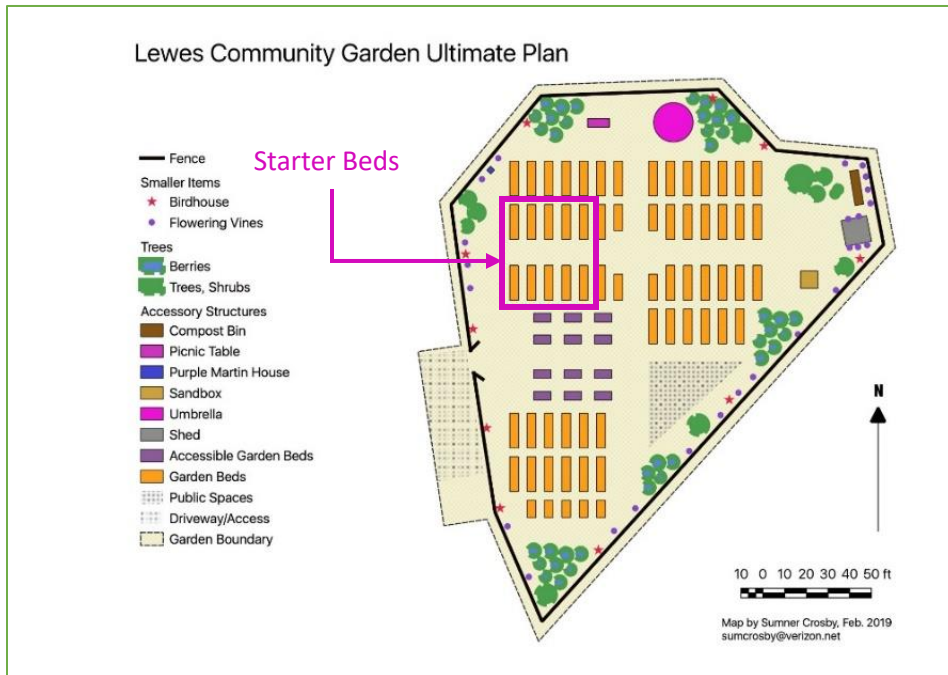 Lewes Community Garden Ultimate Plan
Starter Beds
Fence
Smaller Items
Birdhouse
Flowering Vines
Trees
Berries
Trees, Shrubs
Accessory Structures
Compost Bin
Picnic Table
Purple Martin House
Sandbox
Umbrella
Shed
Accessible Garden Beds
Garden Beds
Public Spaces
Driveway/Access
Garden Boundary
N
10 0 10 20 30 40 50 ft
Map by Sumner Crosby, Feb. 2019
sumcrosby@verizon.net